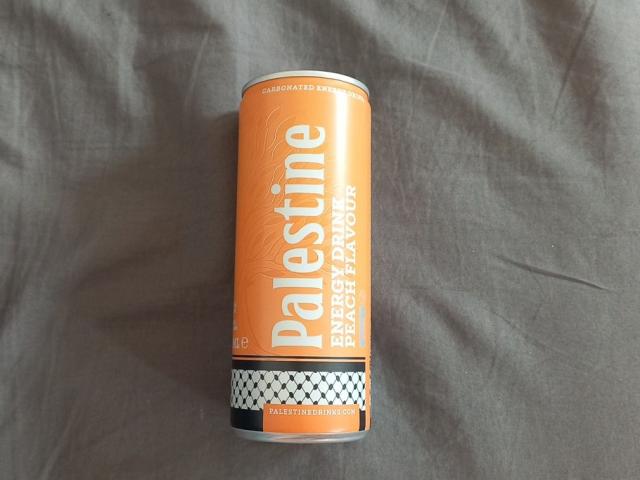 CARBONATED ENERGY DRINK
Palestine
ENERGY DRINK
PEACH FLAVOUR
PALESTINEDRINKS.COM